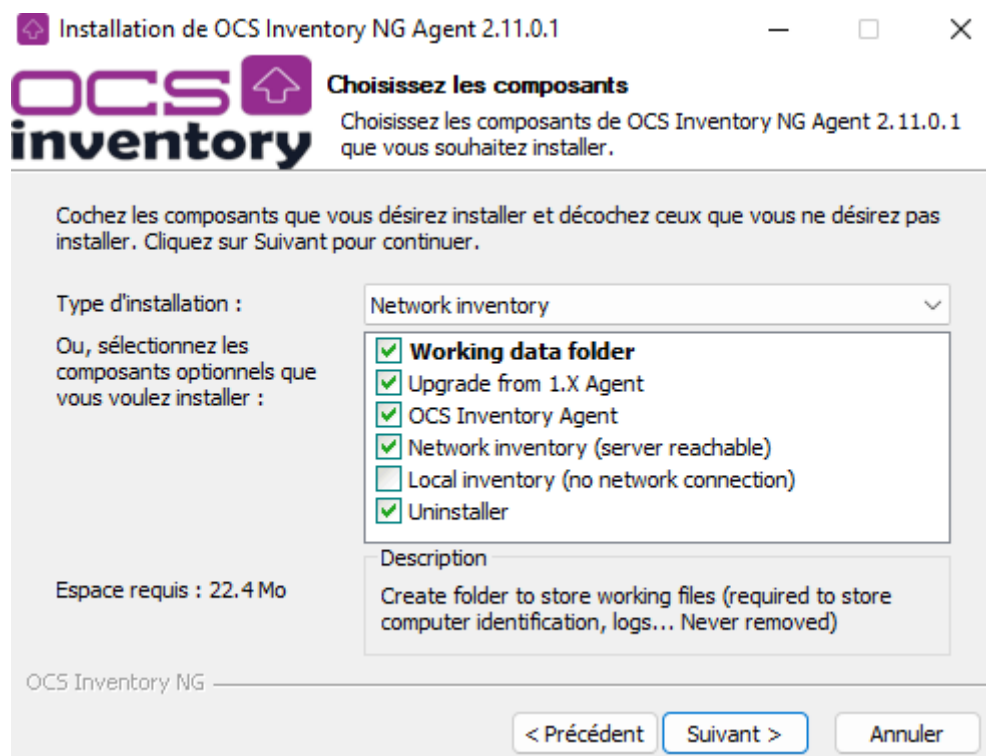 Installation de OCS Inventory NG Agent 2.11.0.1
OCS
inventory
Choisissez les composants
Choisissez les composants de OCS Inventory NG Agent 2.11.0.1
que vous souhaitez installer.
Cochez les composants que vous désirez installer et décochez ceux que vous ne désirez pas
installer. Cliquez sur Suivant pour continuer.
Type d'installation :
Network inventory
Ou, sélectionnez les
composants optionnels que
vous voulez installer :
Working data folder
Upgrade from 1.X Agent
OCS Inventory Agent
Network inventory (server reachable)
Local inventory (no network connection)
Uninstaller
Espace requis : 22.4 Mo
Description
Create folder to store working files (required to store
computer identification, logs... Never removed)
OCS Inventory NG
< Précédent
Suivant >
Annuler